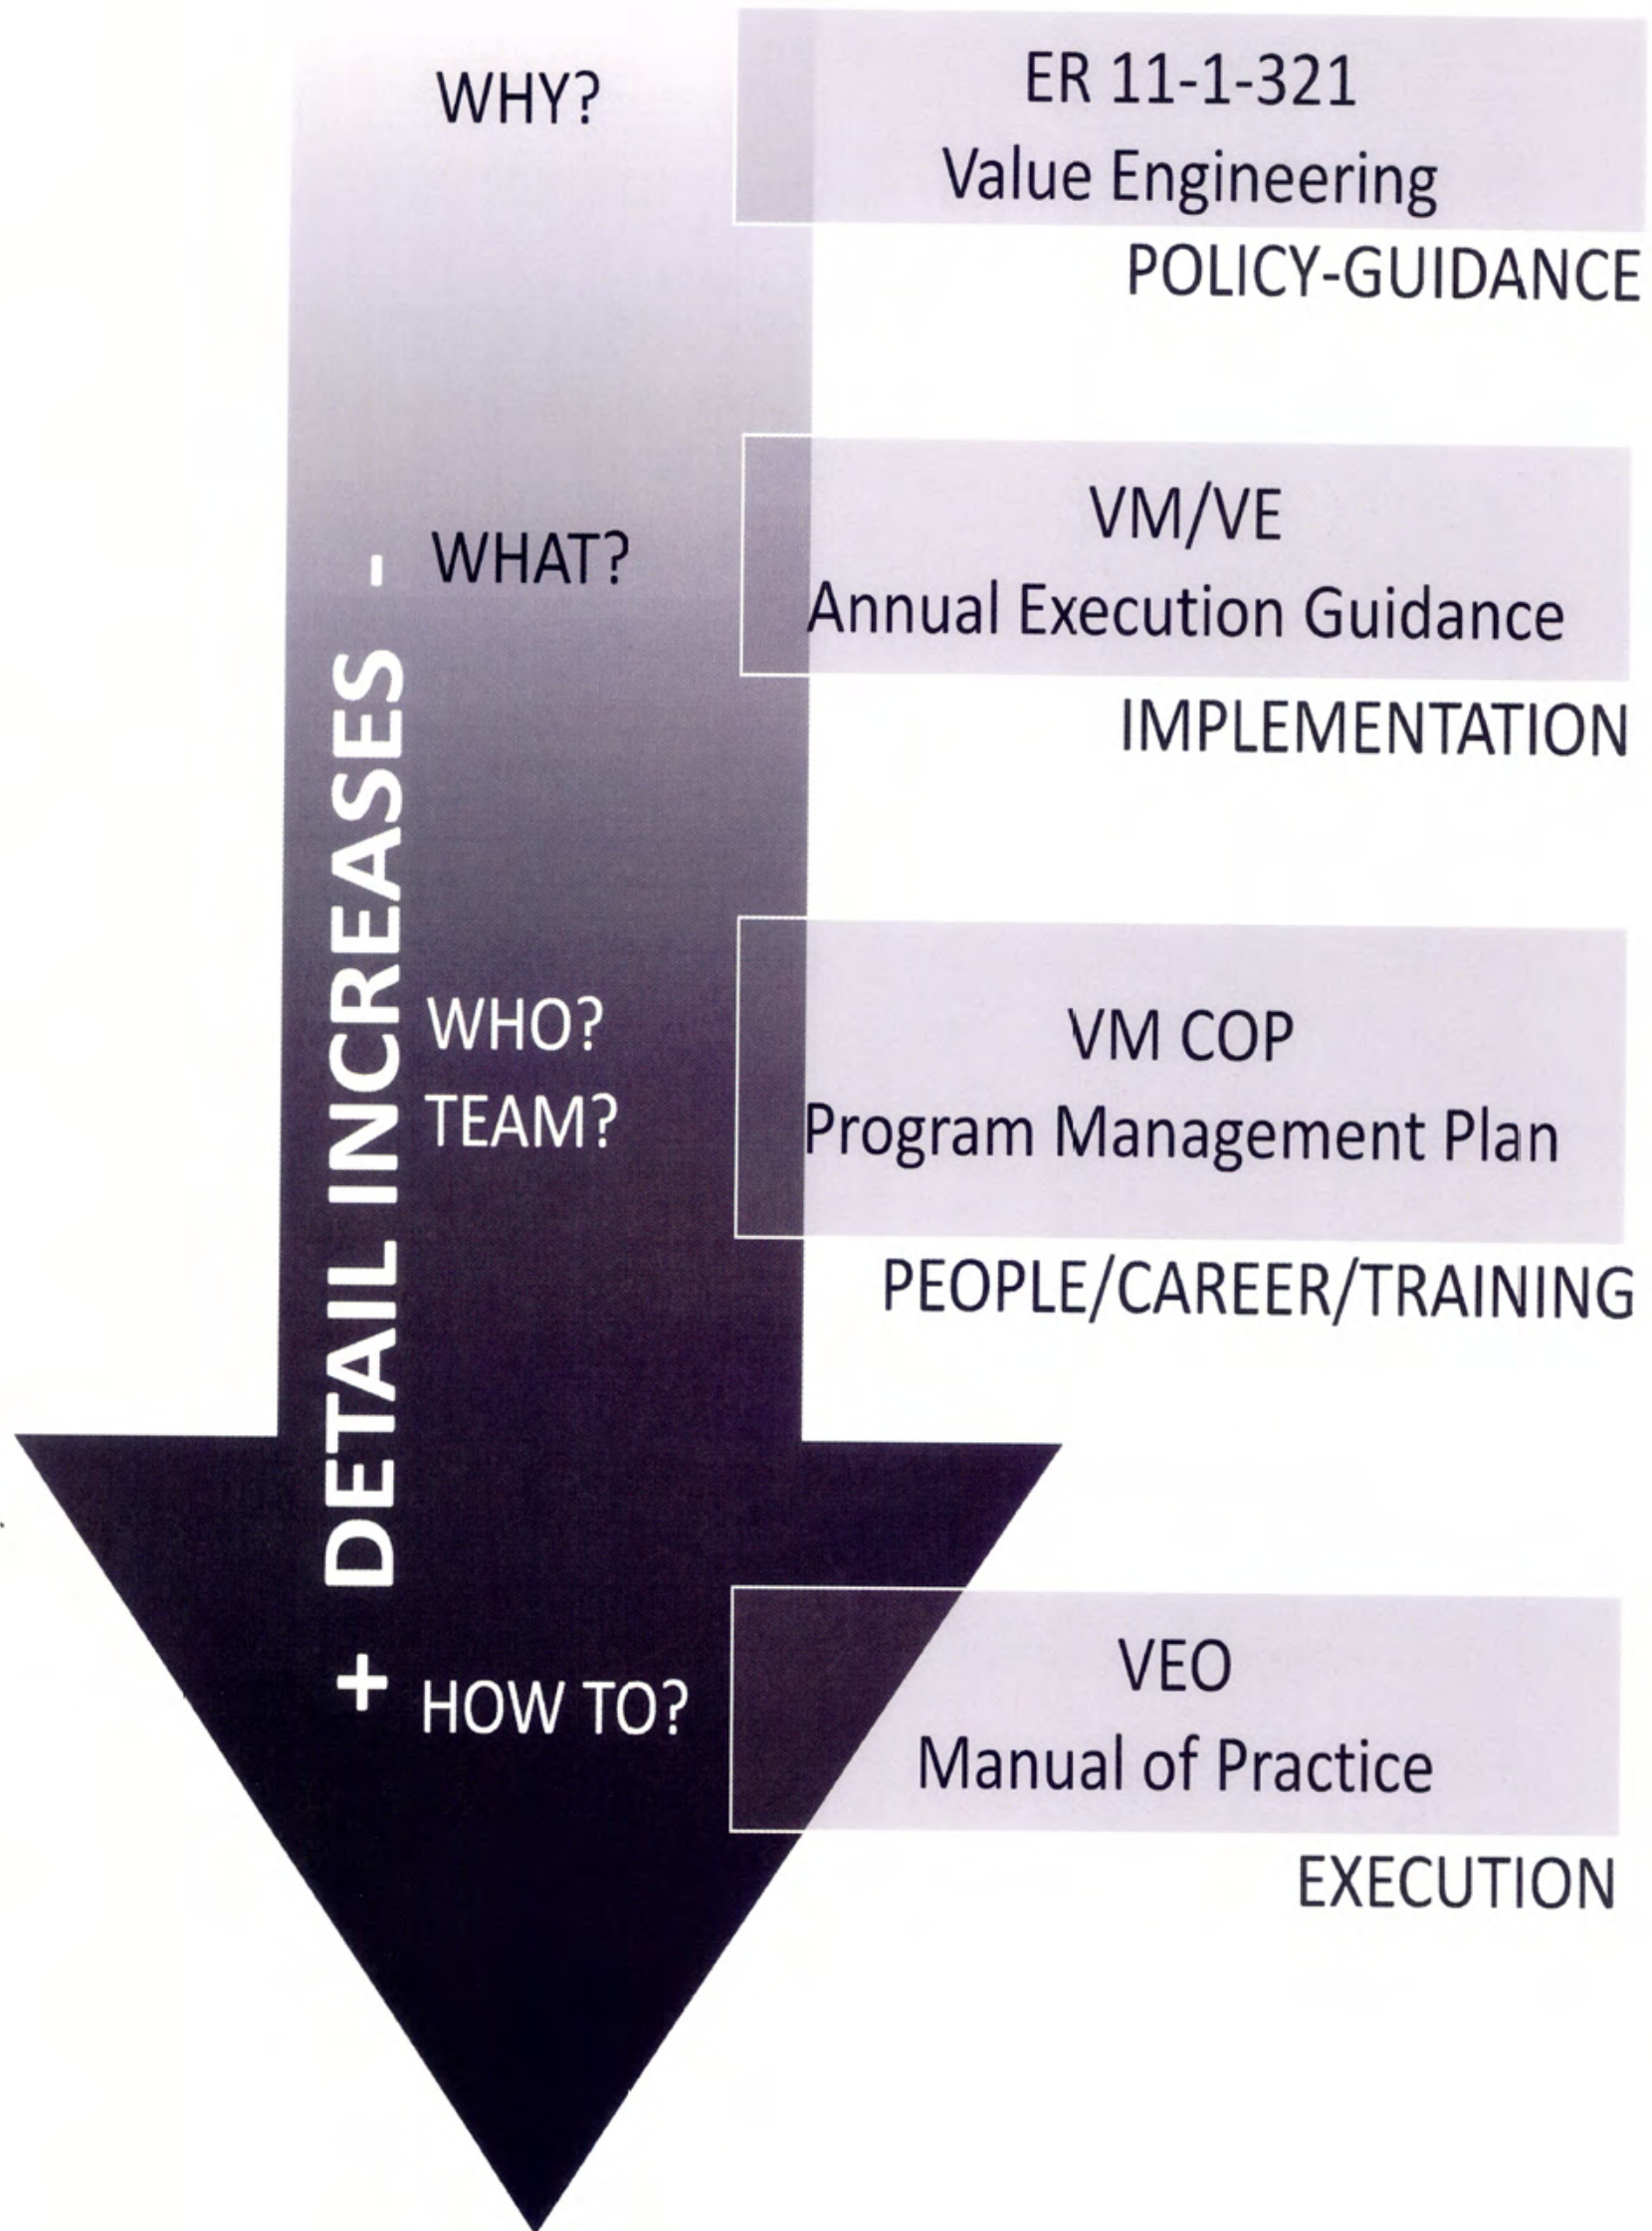 WHY?
ER 11-1-321
Value Engineering
POLICY-GUIDANCE
WHAT?
VM/VE
Annual Execution Guidance
IMPLEMENTATION
+ DETAIL INCREASES -
WHO?
TEAM?
VM COP
Program Management Plan
PEOPLE/CAREER/TRAINING
HOW TO?
VEO
Manual of Practice
EXECUTION